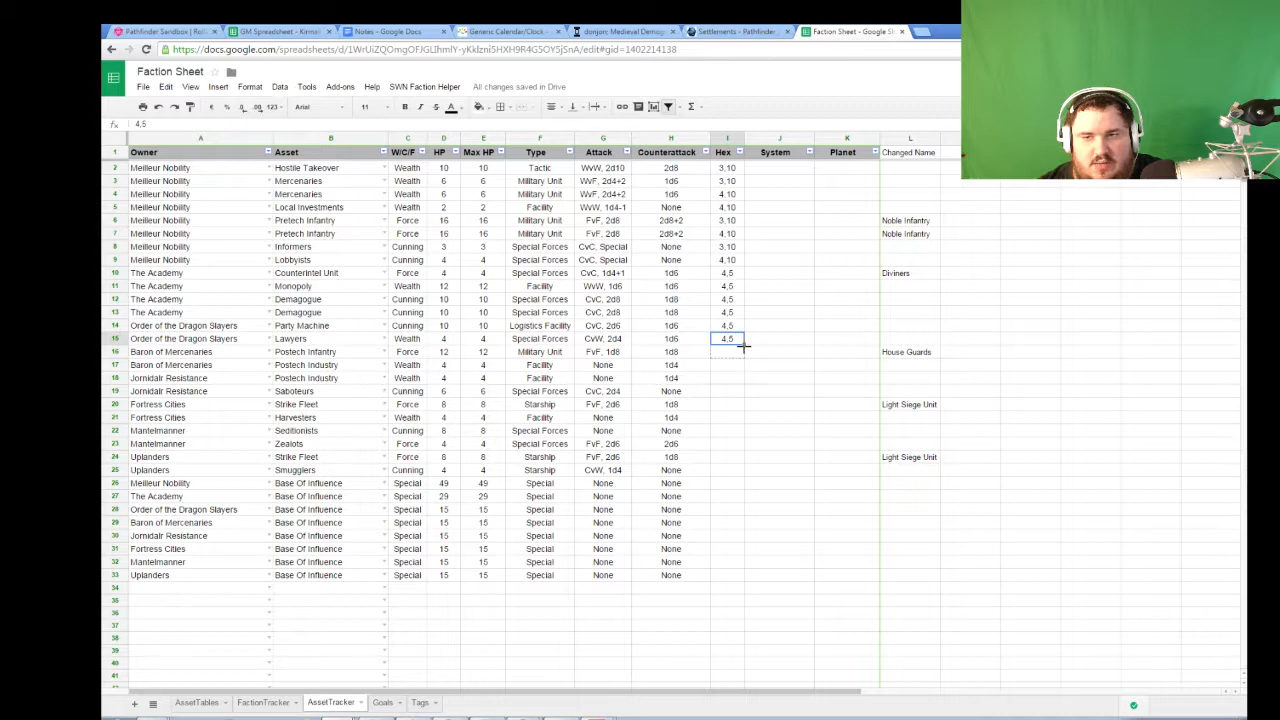 Pathfinder Sandbox | Ro
GM Spreadsheet - Kirma
Notes - Google Docs
Generic Calendar/Clock -
donjon: Medieval Demog
Settlements - Pathfinder
Faction Sheet - Google Sh
Faction Sheet
File Edit View Insert Format Data Tools Add-ons Help SWN Faction Helper All changes saved in Drive
€ % .0 .00 123 Arial 11 B I S A Σ
fx 4,5
A B C D E F G H I J K L
1 Owner Asset W/C/F HP Max HP Type Attack Counterattack Hex System Planet Changed Name
2 Meilleur Nobility Hostile Takeover Wealth 10 10 Tactic WvW, 2d10 2d8 3,10
3 Meilleur Nobility Mercenaries Wealth 6 6 Military Unit WvF, 2d4+2 1d6 3,10
4 Meilleur Nobility Mercenaries Wealth 6 6 Military Unit WvF, 2d4+2 1d6 4,10
5 Meilleur Nobility Local Investments Wealth 2 2 Facility WvW, 1d4-1 None 4,10
6 Meilleur Nobility Pretech Infantry Force 16 16 Military Unit FvF, 2d8 2d8+2 3,10 Noble Infantry
7 Meilleur Nobility Pretech Infantry Force 16 16 Military Unit FvF, 2d8 2d8+2 4,10 Noble Infantry
8 Meilleur Nobility Informers Cunning 3 3 Special Forces CvC, Special None 3,10
9 Meilleur Nobility Lobbyists Cunning 4 4 Special Forces CvC, Special None 4,10
10 The Academy Counterintel Unit Force 4 4 Special Forces CvC, 1d4+1 1d6 4,5 Diviners
11 The Academy Monopoly Wealth 12 12 Facility WvW, 1d6 1d6 4,5
12 The Academy Demagogue Cunning 10 10 Special Forces CvC, 2d8 1d8 4,5
13 The Academy Demagogue Cunning 10 10 Special Forces CvC, 2d8 1d8 4,5
14 Order of the Dragon Slayers Party Machine Cunning 10 10 Logistics Facility CvC, 2d6 1d6 4,5
15 Order of the Dragon Slayers Lawyers Wealth 4 4 Special Forces CvW, 2d4 1d6 4,5
16 Baron of Mercenaries Postech Infantry Force 12 12 Military Unit FvF, 1d8 1d8 House Guards
17 Baron of Mercenaries Postech Industry Wealth 4 4 Facility None 1d4
18 Jornidalr Resistance Postech Industry Wealth 4 4 Facility None 1d4
19 Jornidalr Resistance Saboteurs Cunning 6 6 Special Forces CvC, 2d4 None
20 Fortress Cities Strike Fleet Force 8 8 Starship FvF, 2d6 1d8 Light Siege Unit
21 Fortress Cities Harvesters Wealth 4 4 Facility None 1d4
22 Mantelmanner Seditionists Cunning 8 8 Special Forces None None
23 Mantelmanner Zealots Force 4 4 Special Forces FvF, 2d6 2d6
24 Uplanders Strike Fleet Force 8 8 Starship FvF, 2d6 1d8 Light Siege Unit
25 Uplanders Smugglers Cunning 4 4 Starship CvW, 1d4 None
26 Meilleur Nobility Base Of Influence Special 49 49 Special None None
27 The Academy Base Of Influence Special 29 29 Special None None
28 Order of the Dragon Slayers Base Of Influence Special 15 15 Special None None
29 Baron of Mercenaries Base Of Influence Special 15 15 Special None None
30 Jornidalr Resistance Base Of Influence Special 15 15 Special None None
31 Fortress Cities Base Of Influence Special 15 15 Special None None
32 Mantelmanner Base Of Influence Special 15 15 Special None None
33 Uplanders Base Of Influence Special 15 15 Special None None
34
35
36
37
38
39
40
41
AssetTables FactionTracker AssetTracker Goals Tags